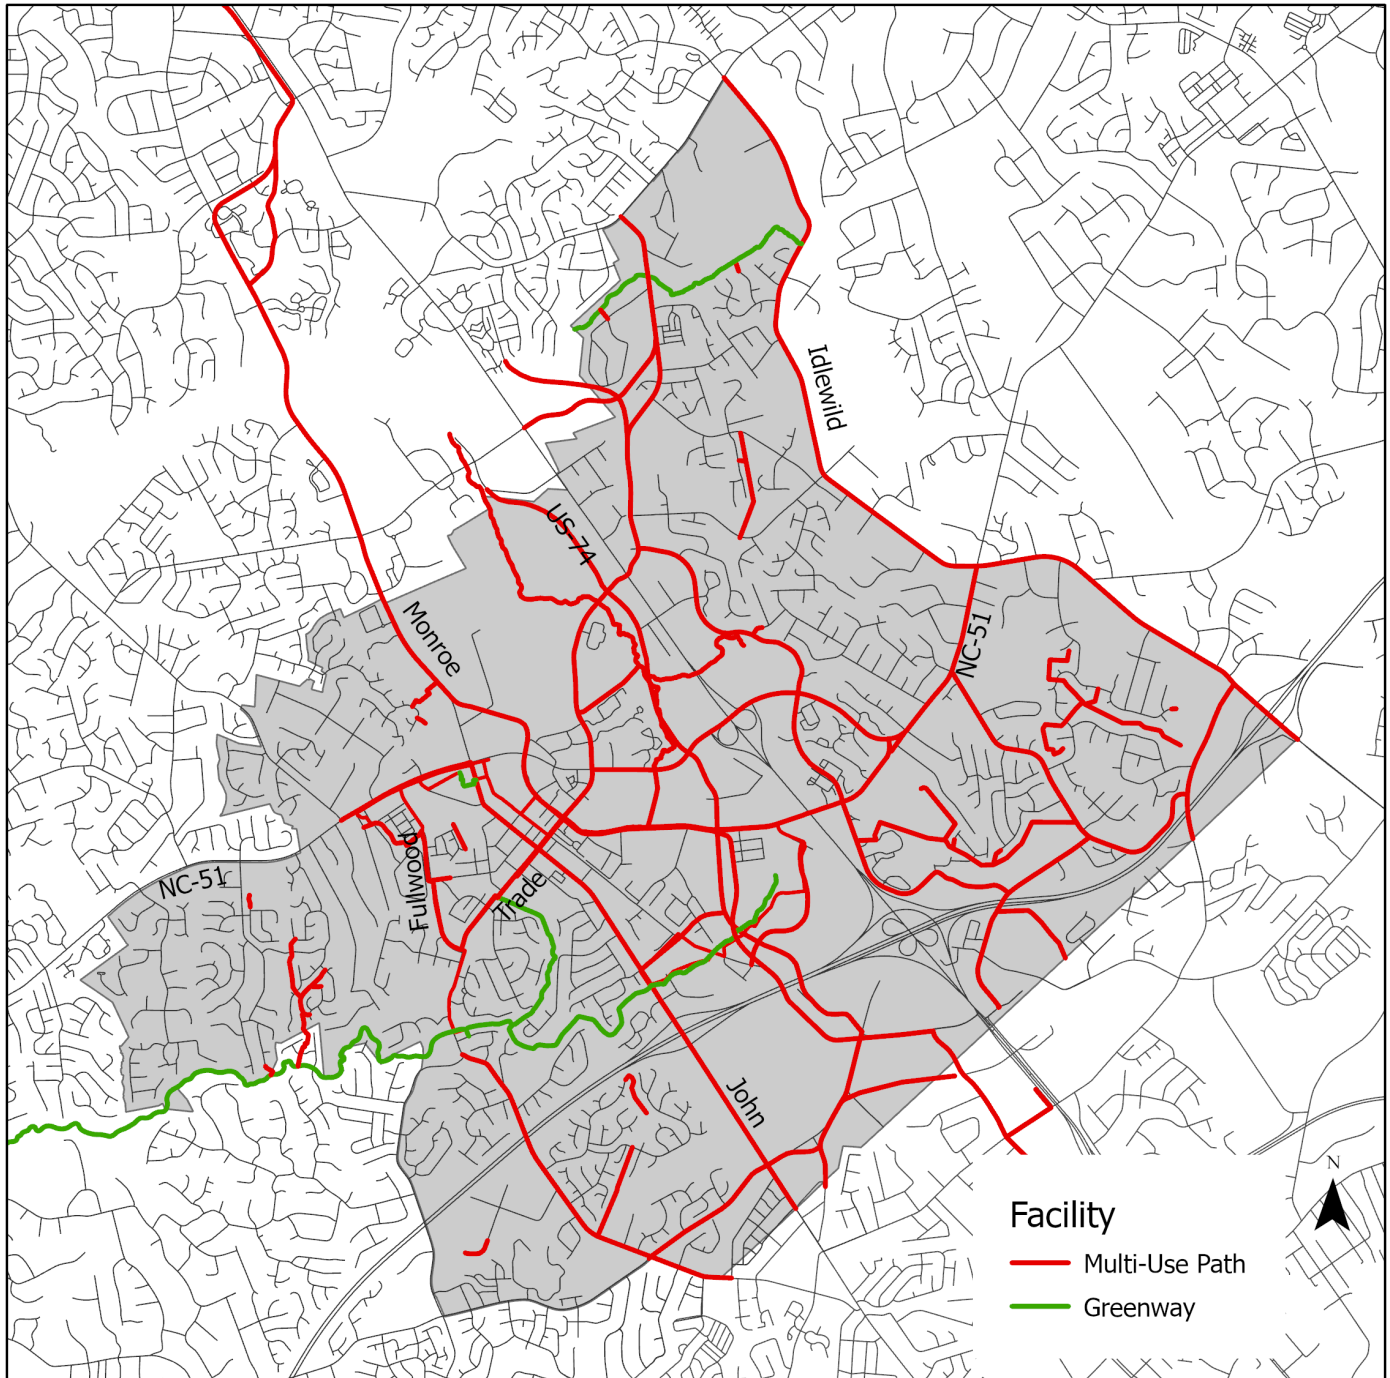 Idlewild
US-74
Monroe
NC-51
Fullwood
NC-51
Trade
John
N
Facility
Multi-Use Path
Greenway